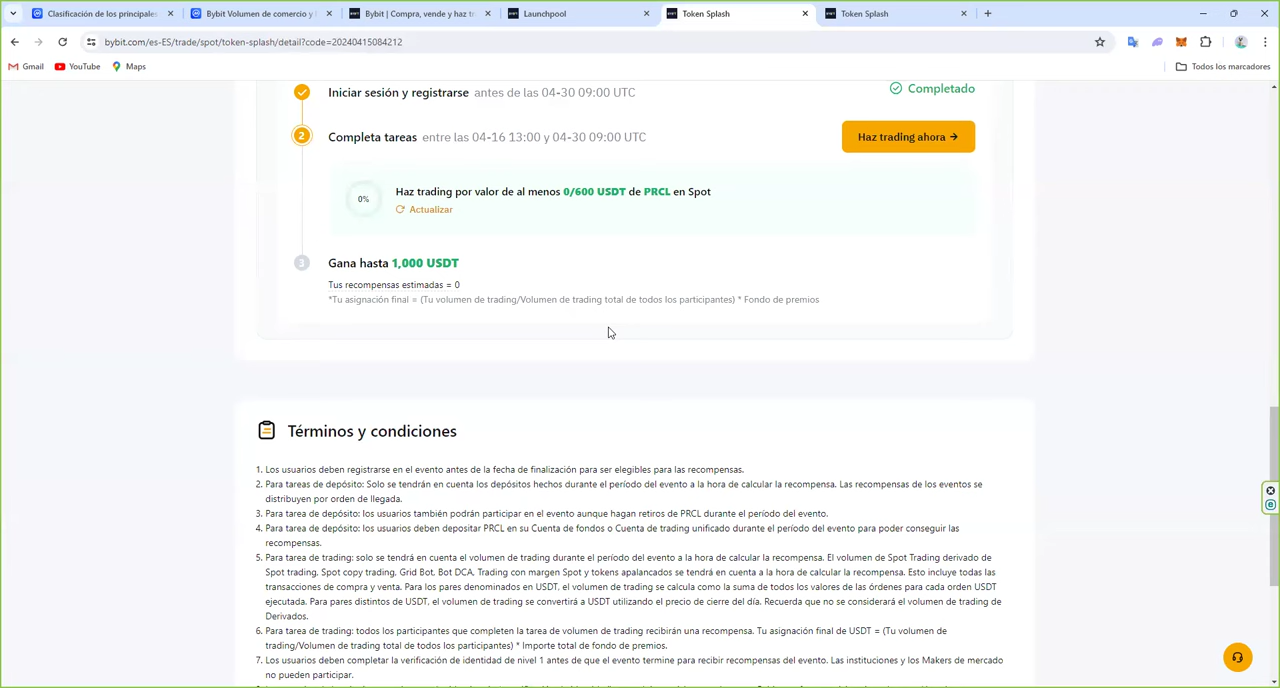 Clasificación de los principales
Bybit Volumen de comercio y l
Bybit | Compra, vende y haz tr
Launchpool
Token Splash
Token Splash
bybit.com/es-ES/trade/spot/token-splash/detail?code=20240415084212
Gmail
YouTube
Maps
Todos los marcadores
Iniciar sesión y registrarse antes de las 04-30 09:00 UTC
Completado
2
Completa tareas entre las 04-16 13:00 y 04-30 09:00 UTC
Haz trading ahora →
0%
Haz trading por valor de al menos 0/600 USDT de PRCL en Spot
Actualizar
3
Gana hasta 1,000 USDT
Tus recompensas estimadas = 0
*Tu asignación final = (Tu volumen de trading/Volumen de trading total de todos los participantes) * Fondo de premios
Términos y condiciones
1. Los usuarios deben registrarse en el evento antes de la fecha de finalización para ser elegibles para las recompensas.
2. Para tareas de depósito: Solo se tendrán en cuenta los depósitos hechos durante el período del evento a la hora de calcular la recompensa. Las recompensas de los eventos se
distribuyen por orden de llegada.
3. Para tarea de depósito: los usuarios también podrán participar en el evento aunque hagan retiros de PRCL durante el período del evento.
4. Para tarea de depósito: los usuarios deben depositar PRCL en su Cuenta de fondos o Cuenta de trading unificado durante el período del evento para poder conseguir las
recompensas.
5. Para tarea de trading: solo se tendrá en cuenta el volumen de trading durante el período del evento a la hora de calcular la recompensa. El volumen de Spot Trading derivado de
Spot trading, Spot copy trading, Grid Bot, Bot DCA, Trading con margen Spot y tokens apalancados se tendrá en cuenta a la hora de calcular la recompensa. Esto incluye todas las
transacciones de compra y venta. Para los pares denominados en USDT, el volumen de trading se calcula como la suma de todos los valores de las órdenes para cada orden USDT
ejecutada. Para pares distintos de USDT, el volumen de trading se convertirá a USDT utilizando el precio de cierre del día. Recuerda que no se considerará el volumen de trading de
Derivados.
6. Para tarea de trading: todos los participantes que completen la tarea de volumen de trading recibirán una recompensa. Tu asignación final de USDT = (Tu volumen de
trading/Volumen de trading total de todos los participantes) * Importe total de fondo de premios.
7. Los usuarios deben completar la verificación de identidad de nivel 1 antes de que el evento termine para recibir recompensas del evento. Las instituciones y los Makers de mercado
no pueden participar.